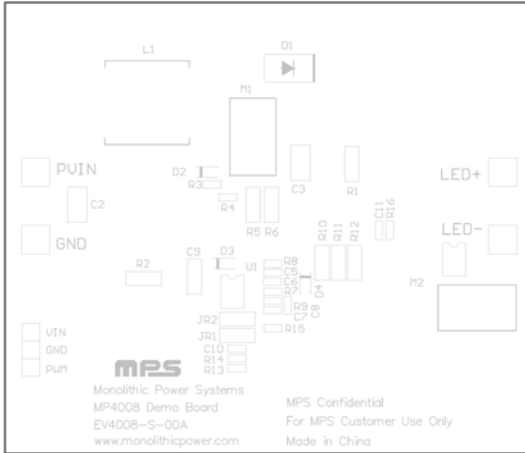 L1
D1
M1
PVIN
D2
R3
R4
C2
C3
R1
LED+
R5
R6
C11
R16
LED-
GND
R10
R11
R12
R2
C9
D3
U1
R8
C5
C6
R7
D4
M2
R9
C7
C8
JR2
JR1
R15
C10
R14
R13
VIN
GND
PWM
mps
Monolithic Power Systems
MP4008 Demo Board
EV4008-S-00A
www.monolithicpower.com
MPS Confidential
For MPS Customer Use Only
Made in China